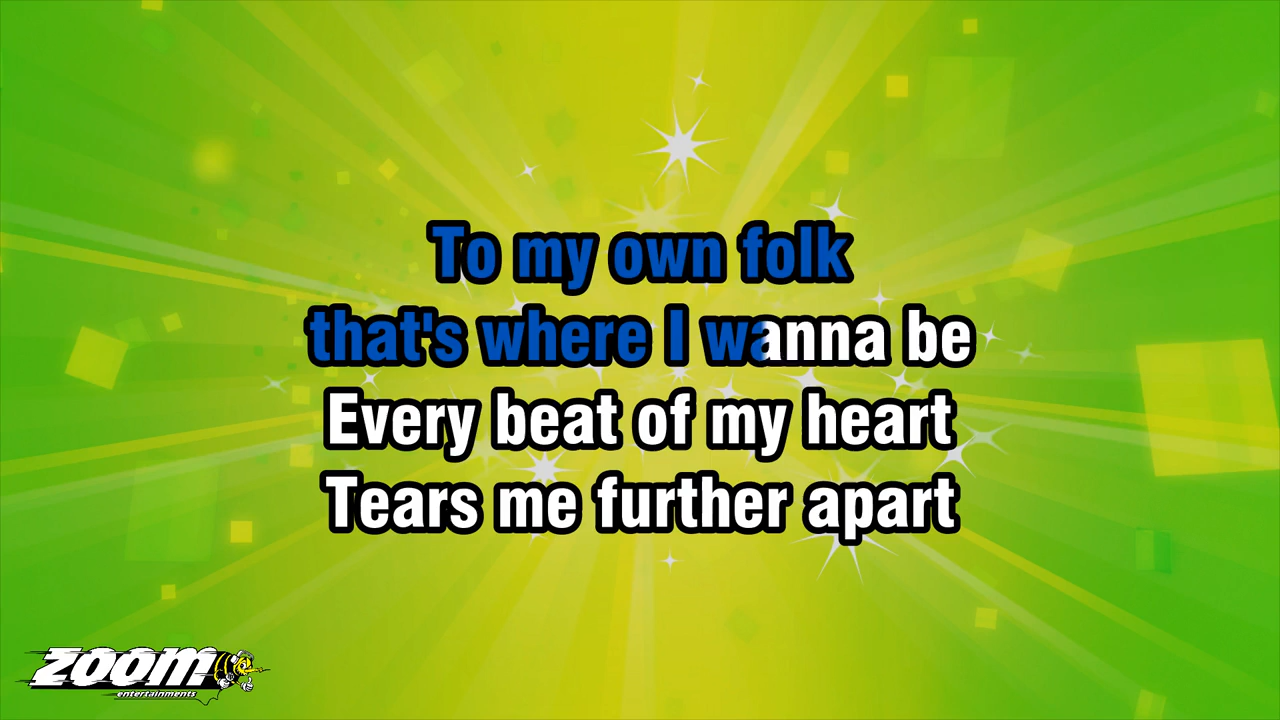 To my own folk
that's where I wanna be
Every beat of my heart
Tears me further apart
zoom
entertainments